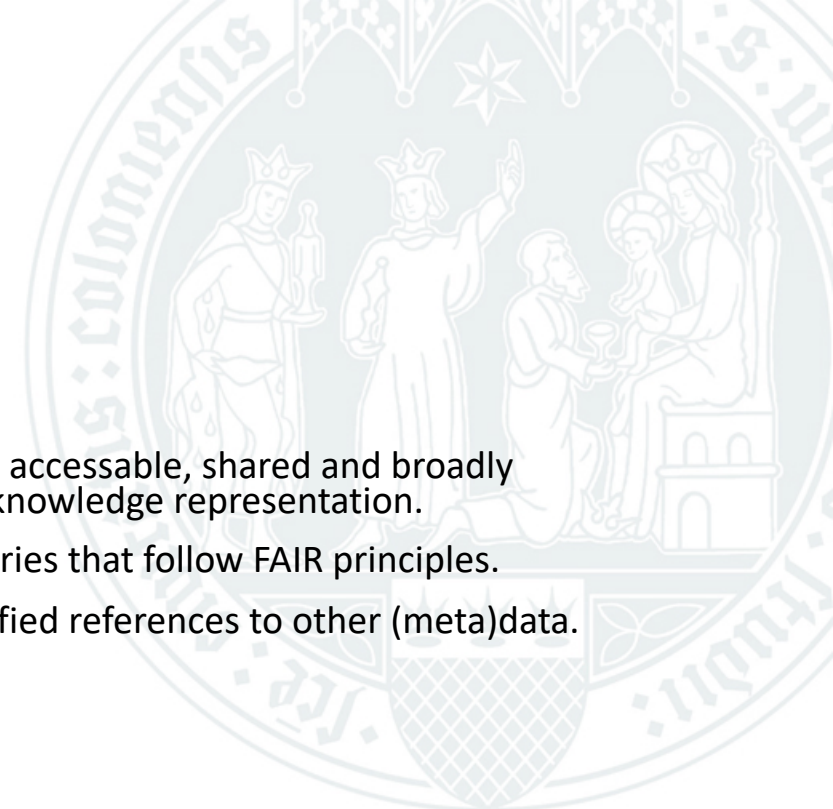 accessable, shared and broadly
knowledge representation.
ries that follow FAIR principles.
fied references to other (meta)data.